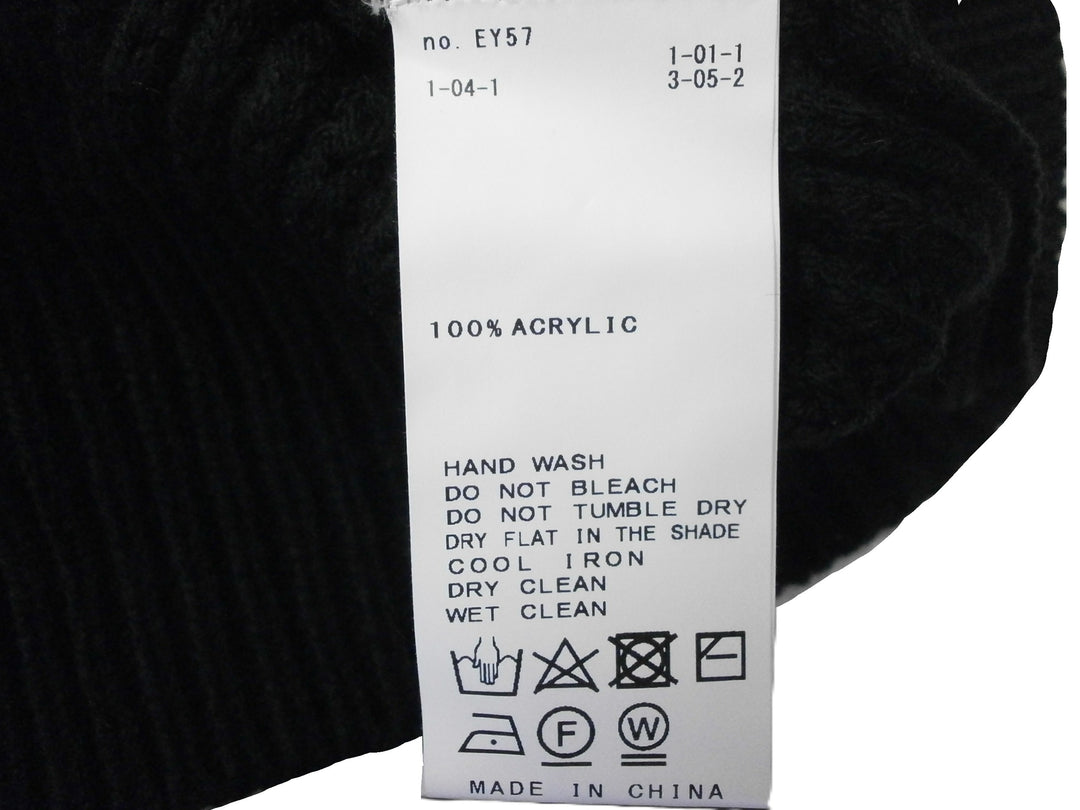 no. EY57
1-01-1
1-04-1
3-05-2
100% ACRYLIC
HAND WASH
DO NOT BLEACH
DO NOT TUMBLE DRY
DRY FLAT IN THE SHADE
COOL IRON
DRY CLEAN
WET CLEAN
F
W
MADE IN CHINA